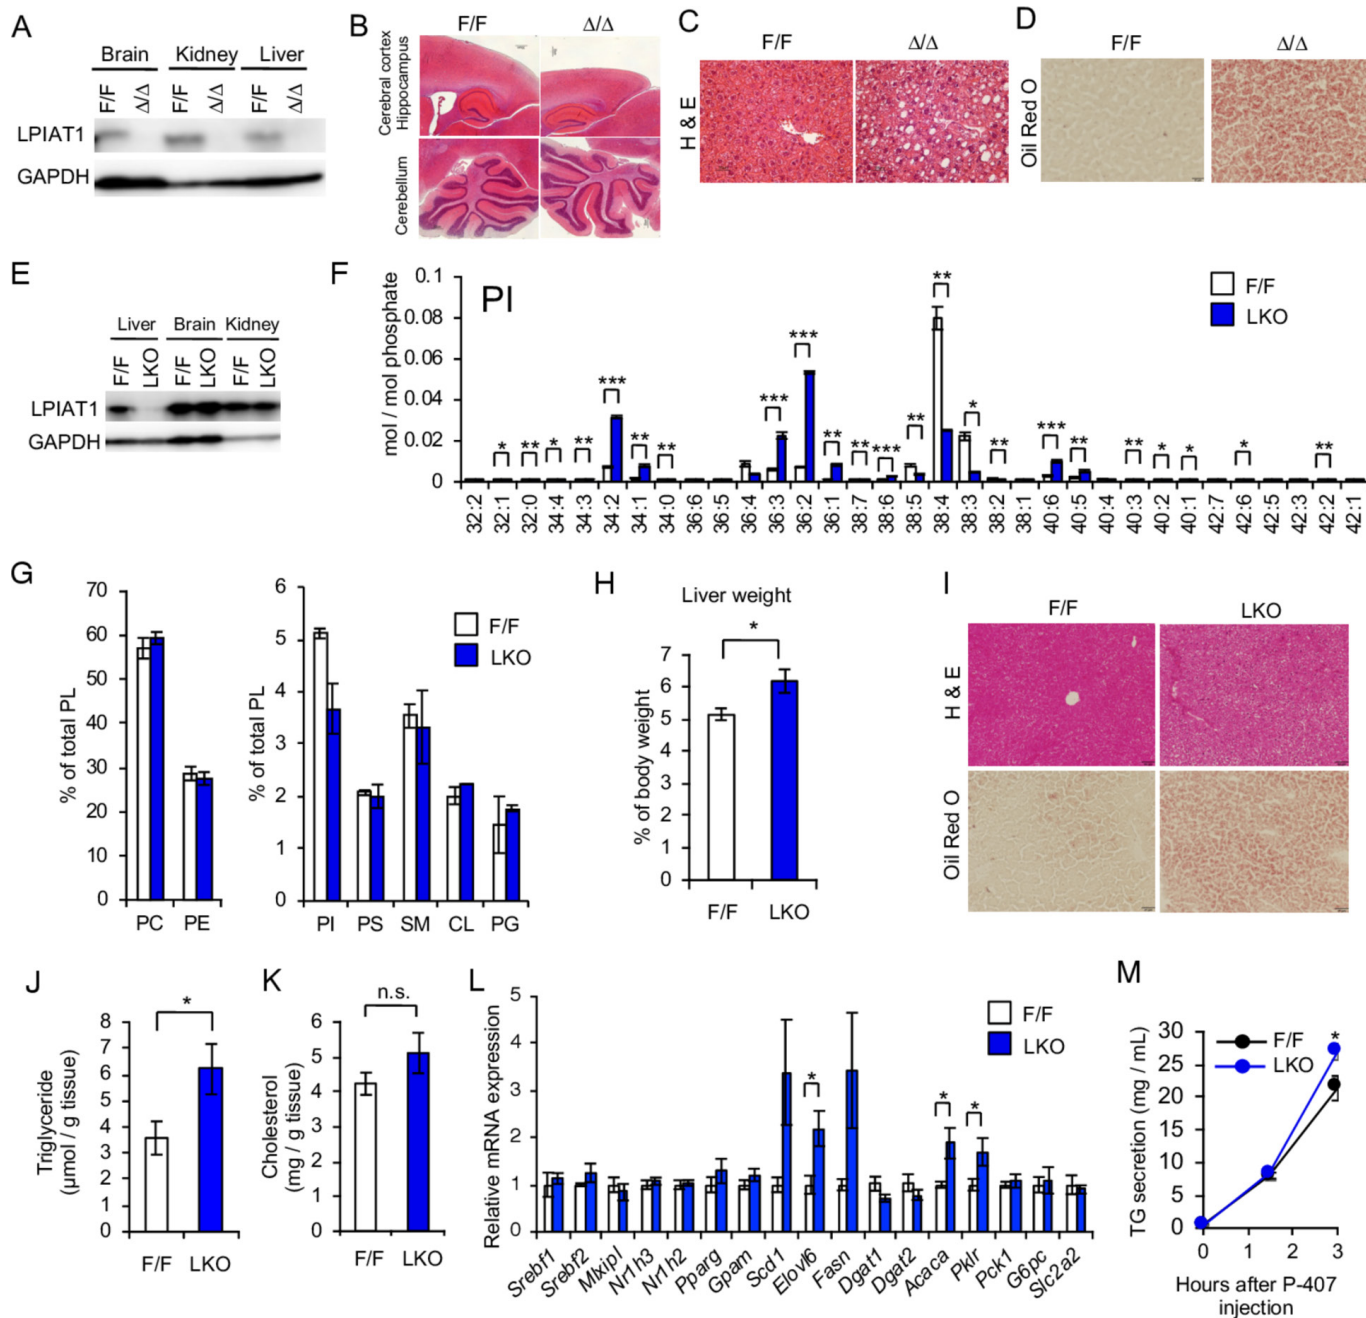 A
Brain Kidney Liver
F/F Δ/Δ F/F Δ/Δ F/F Δ/Δ
LPIAT1
GAPDH
B
F/F Δ/Δ
Cerebral cortex
Hippocampus
Cerebellum
C
F/F Δ/Δ
H & E
D
F/F Δ/Δ
Oil Red O
E
Liver Brain Kidney
F/F LKO F/F LKO F/F LKO
LPIAT1
GAPDH
F
PI
F/F
LKO
mol / mol phosphate
0.1
0.08
0.06
0.04
0.02
0
* ** * ** *** ** ** *** *** ** ** *** ** ** * ** *** ** ** * * * **
32:2 32:1 32:0 34:4 34:3 34:2 34:1 34:0 36:6 36:5 36:4 36:3 36:2 36:1 38:7 38:6 38:5 38:4 38:3 38:2 38:1 40:6 40:5 40:4 40:3 40:2 40:1 42:7 42:6 42:5 42:3 42:2 42:1
G
% of total PL
70
60
50
40
30
20
10
0
PC PE
% of total PL
6
5
4
3
2
1
0
PI PS SM CL PG
F/F
LKO
H
Liver weight
*
% of body weight
7
6
5
4
3
2
1
0
F/F LKO
I
F/F LKO
H & E
Oil Red O
J
*
Triglyceride
(μmol / g tissue)
8
7
6
5
4
3
2
1
0
F/F LKO
K
n.s.
Cholesterol
(mg / g tissue)
6
5
4
3
2
1
0
F/F LKO
L
Relative mRNA expression
5
4
3
2
1
0
* * *
F/F
LKO
Srebf1 Srebf2 Mlxipl Nr1h3 Nr1h2 Pparg Gpam Scd1 Elovl6 Fasn Dgat1 Dgat2 Acaca Pklr Pck1 G6pc Slc2a2
M
TG secretion (mg / mL)
30
25
20
15
10
5
0
F/F
LKO
*
0 1 2 3
Hours after P-407
injection